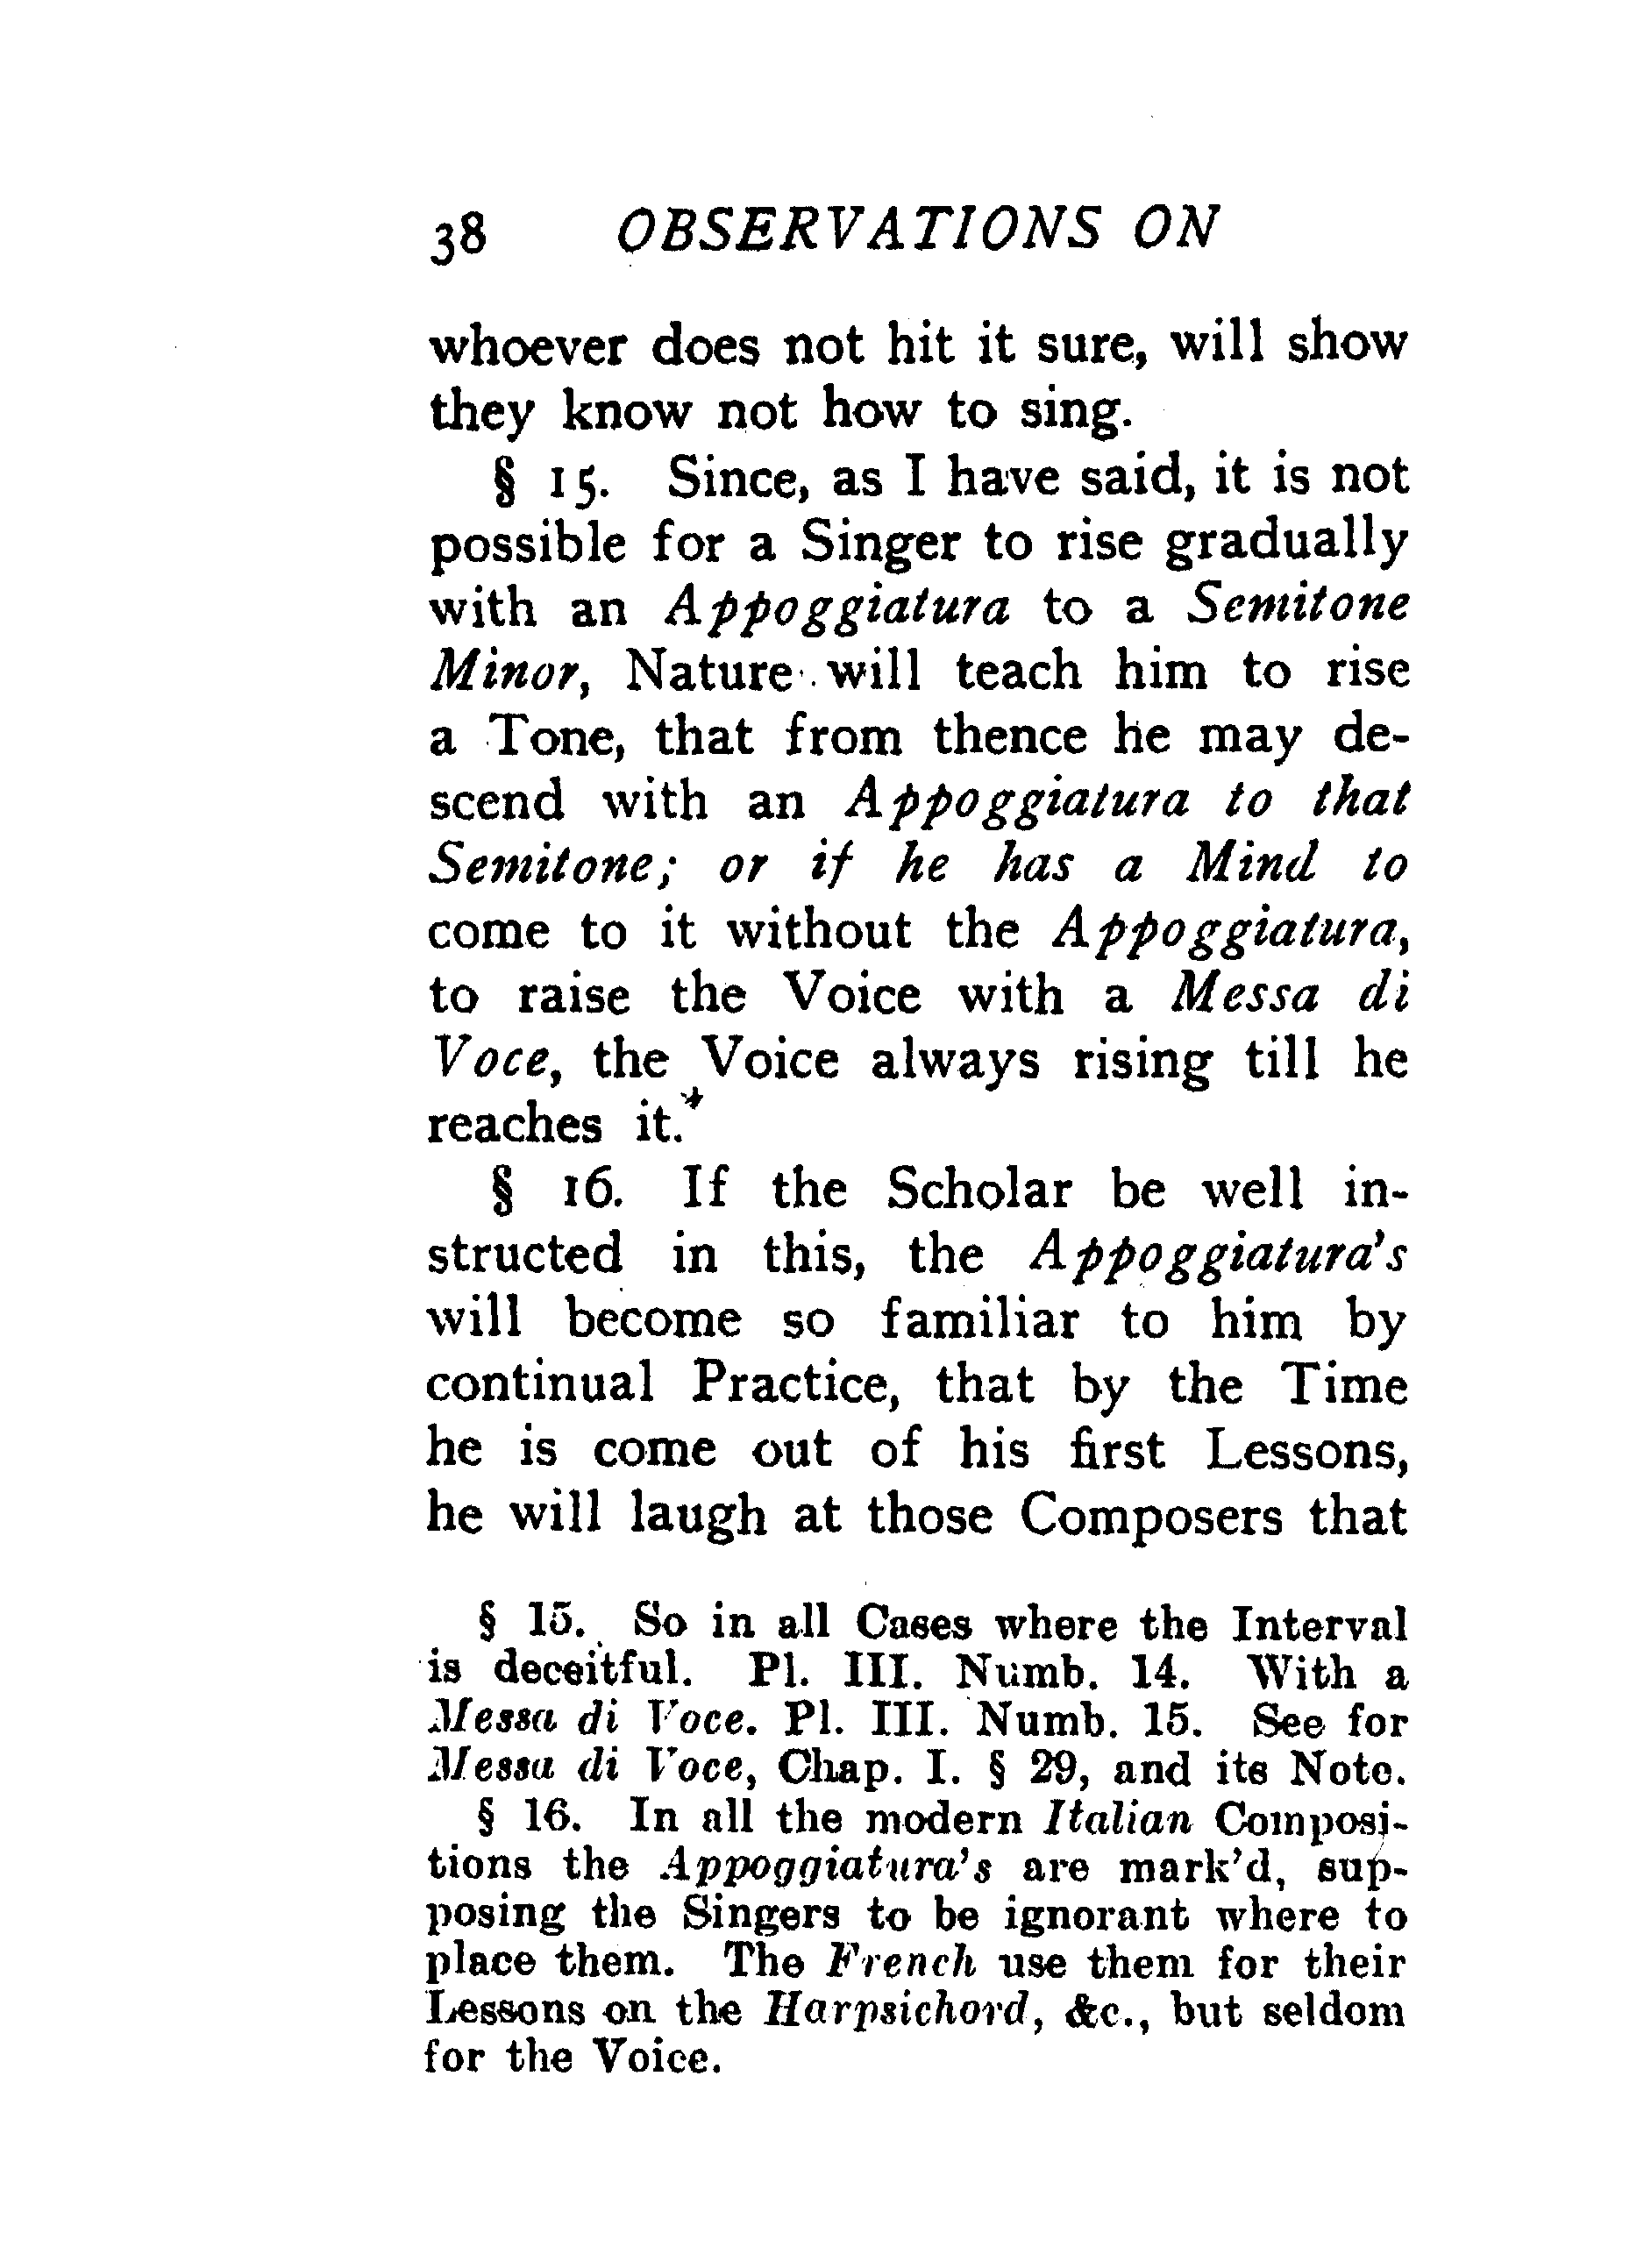 38 OBSERVATIONS ON
whoever does not hit it sure, will show
they know not how to sing.
§ 15. Since, as I have said, it is not
possible for a Singer to rise gradually
with an Appoggiatura to a Semitone
Minor, Nature will teach him to rise
a Tone, that from thence he may de-
scend with an Appoggiatura to that
Semitone; or if he has a Mind to
come to it without the Appoggiatura,
to raise the Voice with a Messa di
Voce, the Voice always rising till he
reaches it.*
§ 16. If the Scholar be well in-
structed in this, the Appoggiatura's
will become so familiar to him by
continual Practice, that by the Time
he is come out of his first Lessons,
he will laugh at those Composers that
§ 15. So in all Cases where the Interval
is deceitful. Pl. III. Numb. 14. With a
Messa di Voce. Pl. III. Numb. 15. See for
Messa di Voce, Chap. I. § 29, and its Note.
§ 16. In all the modern Italian Composi-
tions the Appoggiatura's are mark'd, sup-
posing the Singers to be ignorant where to
place them. The French use them for their
Lessons on the Harpsichord, &c., but seldom
for the Voice.